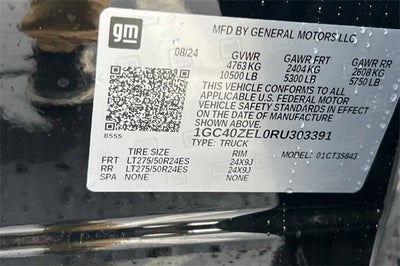 gm
MFD BY GENERAL MOTORS LLC
08/24 GVWR GAWR FRT GAWR RR
4763 KG 2404 KG 2608 KG
10500 LB 5300 LB 5750 LB
THIS VEHICLE CONFORMS TO ALL
APPLICABLE U.S. FEDERAL MOTOR
VEHICLE SAFETY STANDARDS IN EFFECT
ON THE DATE OF MANUFACTURE
SHOWN ABOVE.
1GC40ZEL0RU303391
8555 TYPE: TRUCK
TIRE SIZE RIM MODEL: 01CT35843
FRT LT275/50R24ES 24X9J
RR LT275/50R24ES 24X9J
SPA NONE NONE